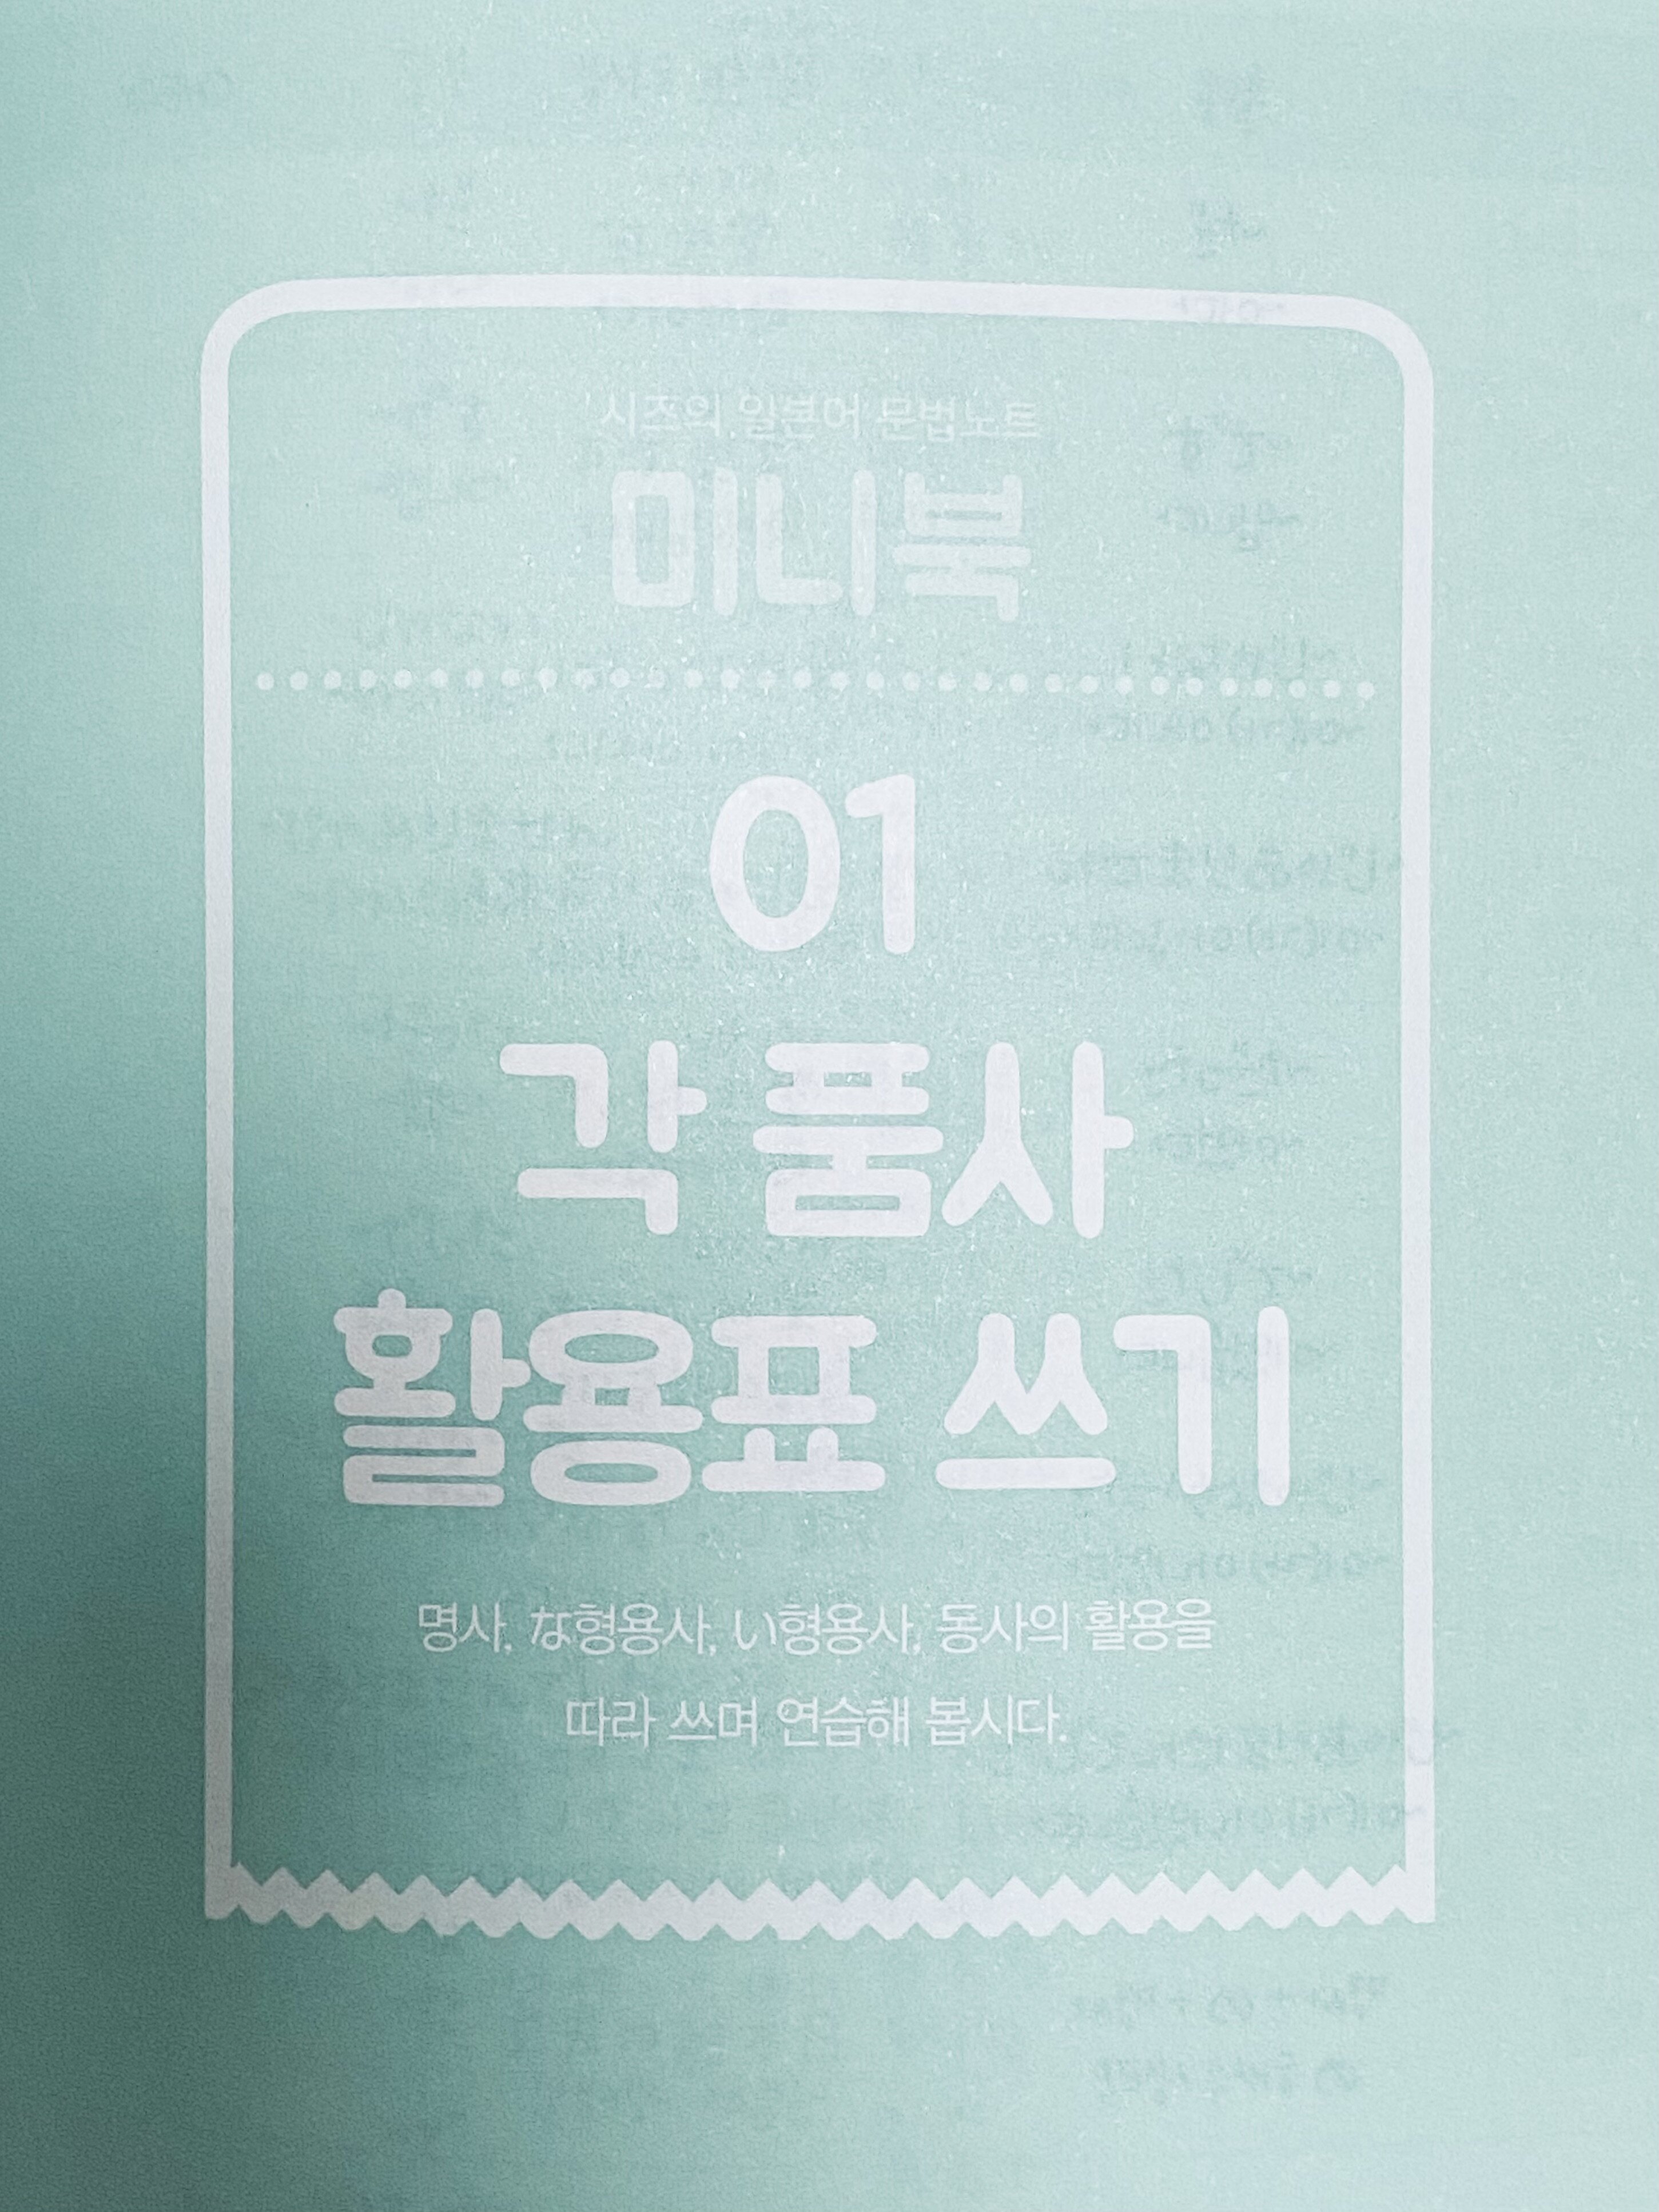 시즈의 일본어 문법노트
미니북
01
각 품사
활용표 쓰기
명사, な형용사, い형용사, 동사의 활용을
따라 쓰며 연습해 봅시다.